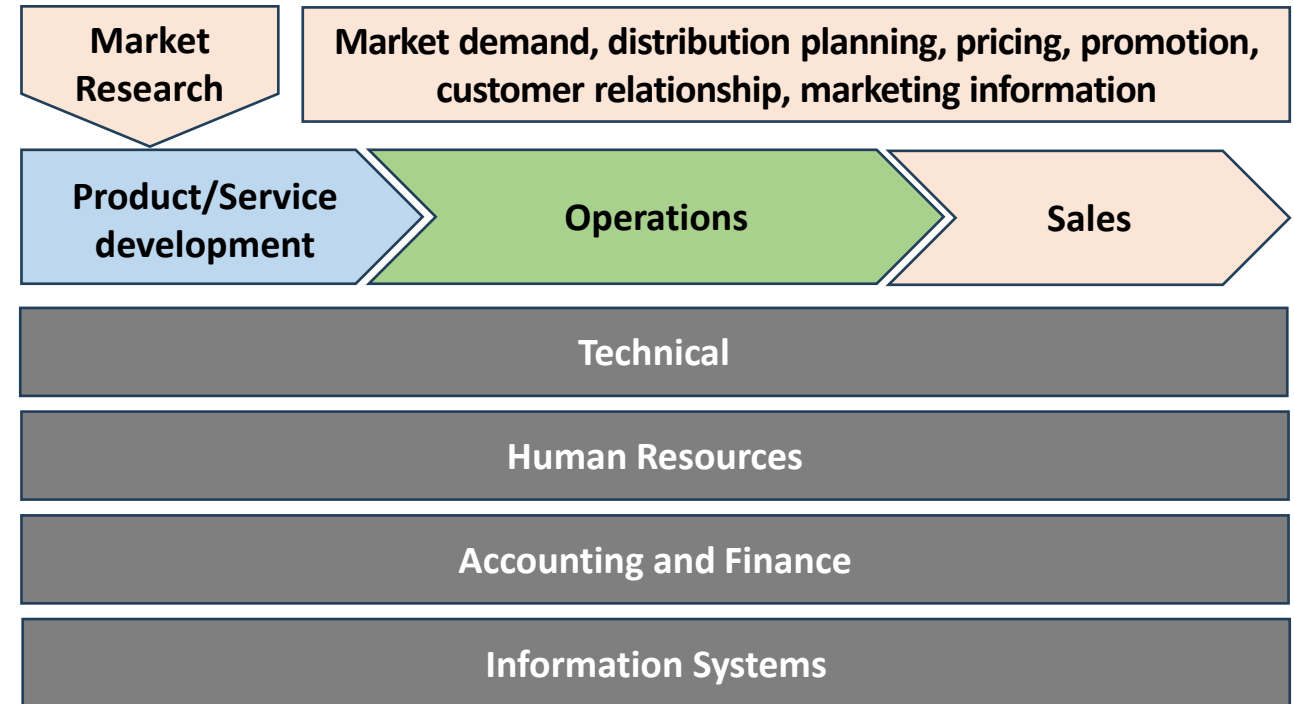 Market
Research
Market demand, distribution planning, pricing, promotion,
customer relationship, marketing information
Product/Service
development
Operations
Sales
Technical
Human Resources
Accounting and Finance
Information Systems